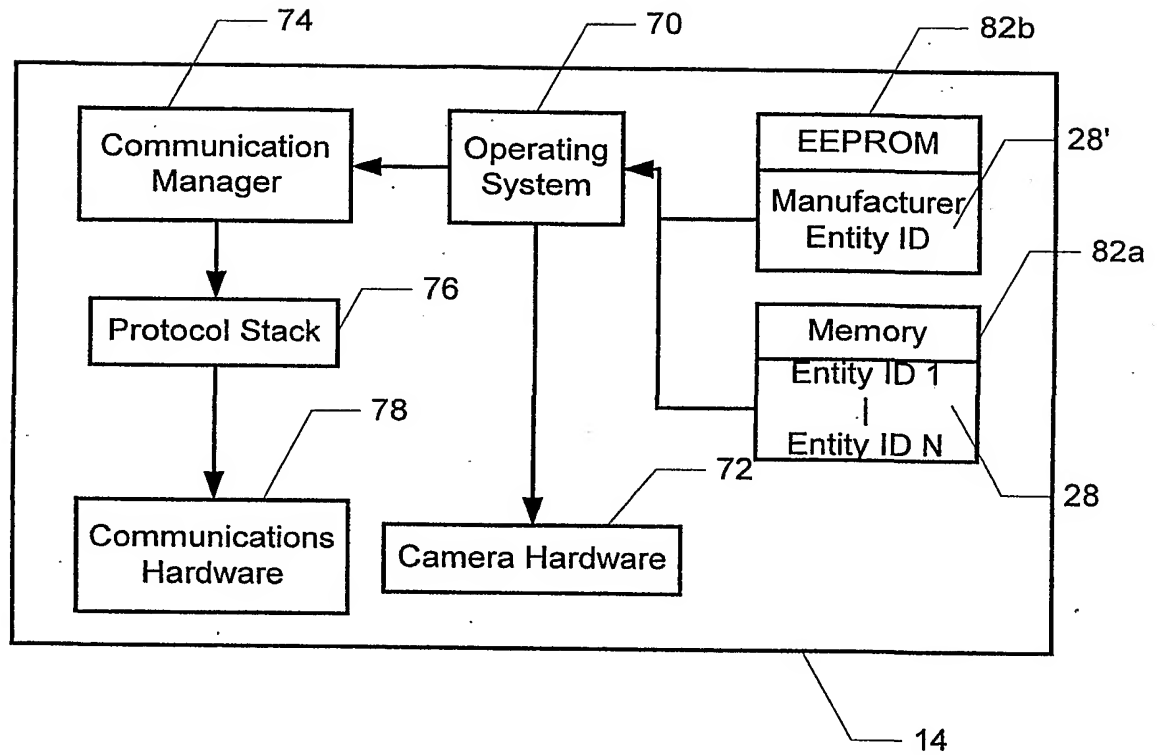 74
70
82b
Communication
Manager
Operating
System
EEPROM
28'
Manufacturer
Entity ID
82a
76
Protocol Stack
Memory
Entity ID 1
|
Entity ID N
78
72
28
Communications
Hardware
Camera Hardware
14